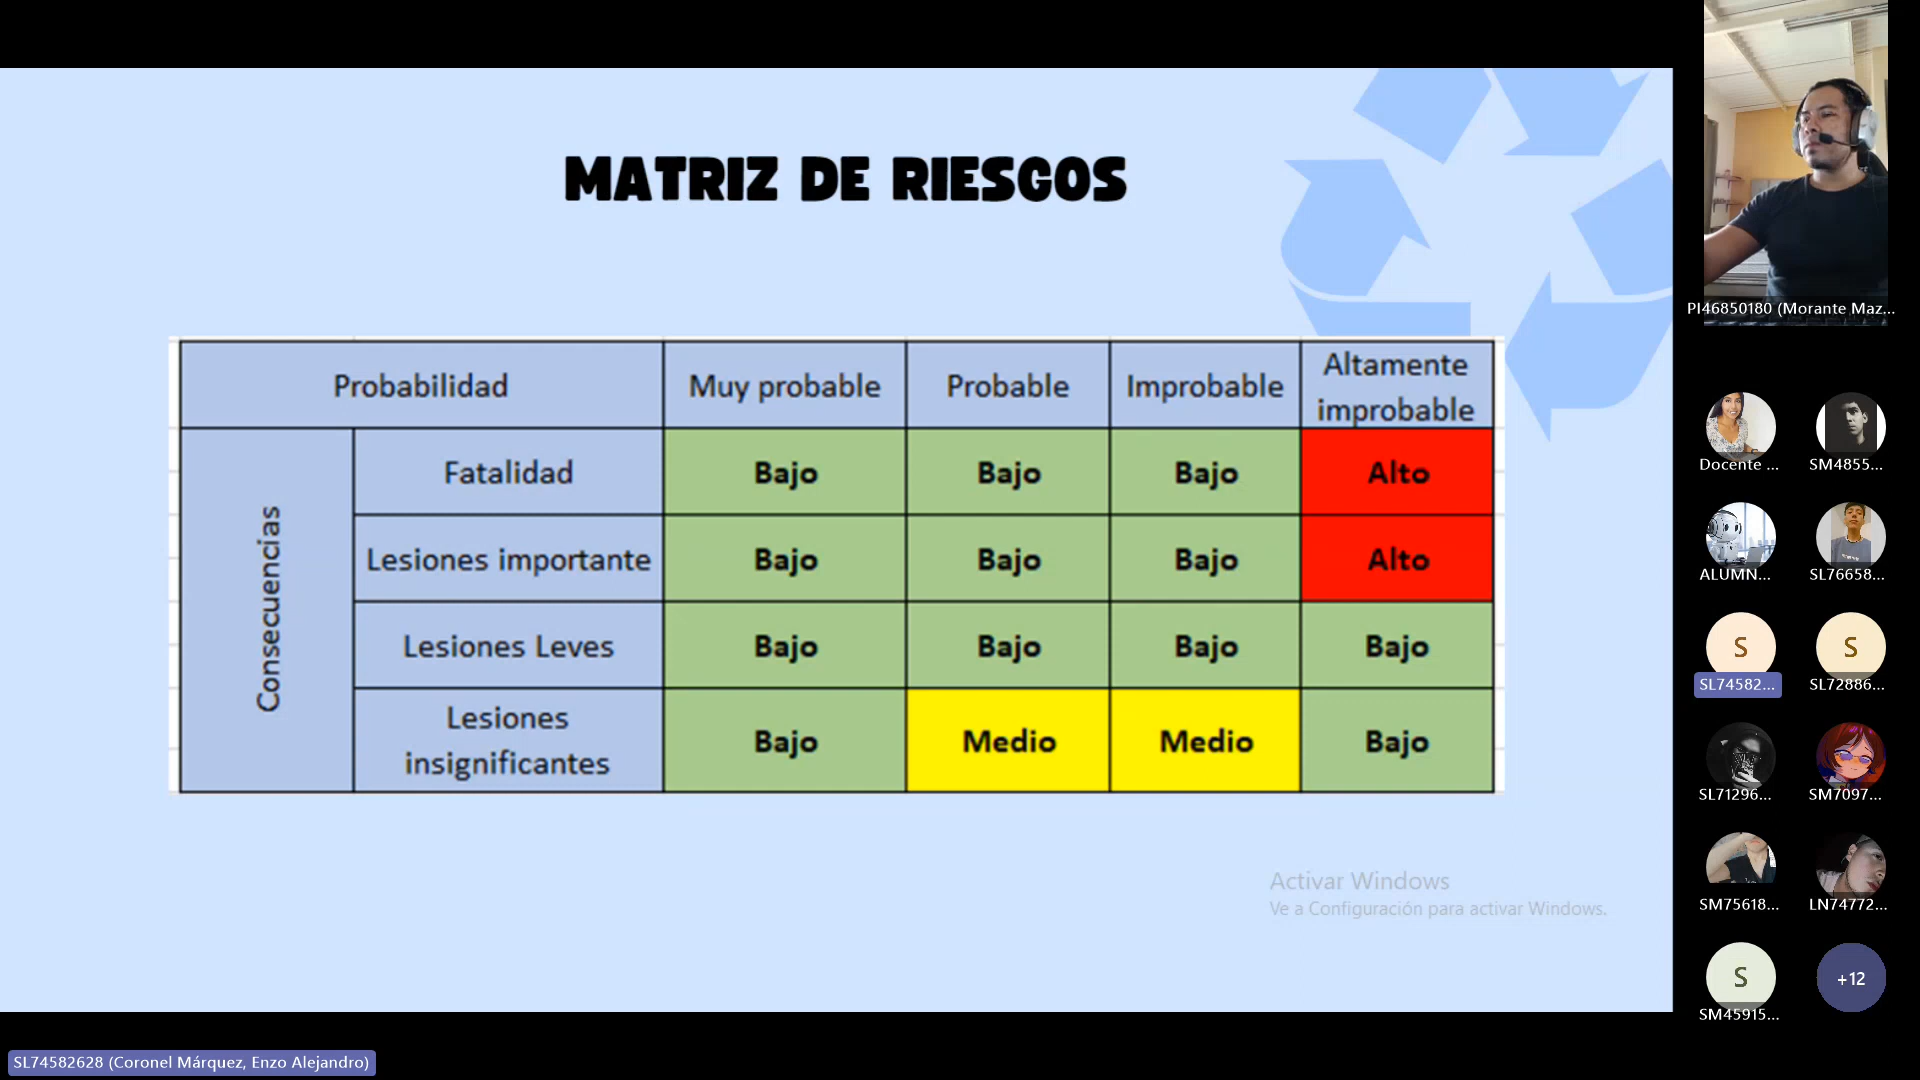 MATRIZ DE RIESGOS
Probabilidad
Muy probable
Probable
Improbable
Altamente
improbable
Consecuencias
Fatalidad
Bajo
Bajo
Bajo
Alto
Lesiones importante
Bajo
Bajo
Bajo
Alto
Lesiones Leves
Bajo
Bajo
Bajo
Bajo
Lesiones
insignificantes
Bajo
Medio
Medio
Bajo
Activar Windows
Ve a Configuración para activar Windows.
PI46850180 (Morante Maz...
Docente ...
SM4855...
ALUMN...
SL76658...
S
SL74582...
S
SL72886...
SL71296...
SM7097...
SM75618...
LN74772...
S
SM45915...
+12
SL74582628 (Coronel Márquez, Enzo Alejandro)